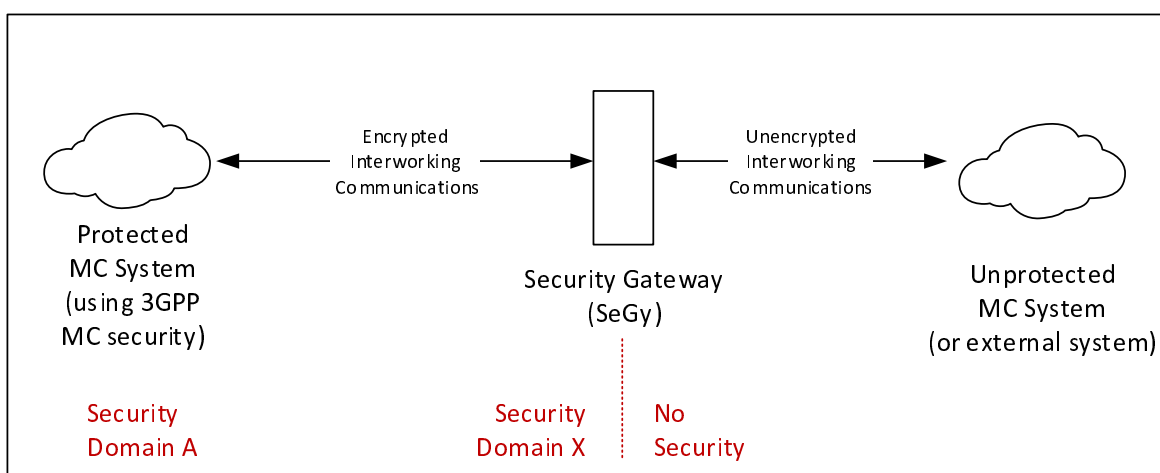 Encrypted
Interworking
Communications
Unencrypted
Interworking
Communications
Protected
MC System
(using 3GPP
MC security)
Security Gateway
(SeGy)
Unprotected
MC System
(or external system)
Security
Domain A
Security
Domain X
No
Security